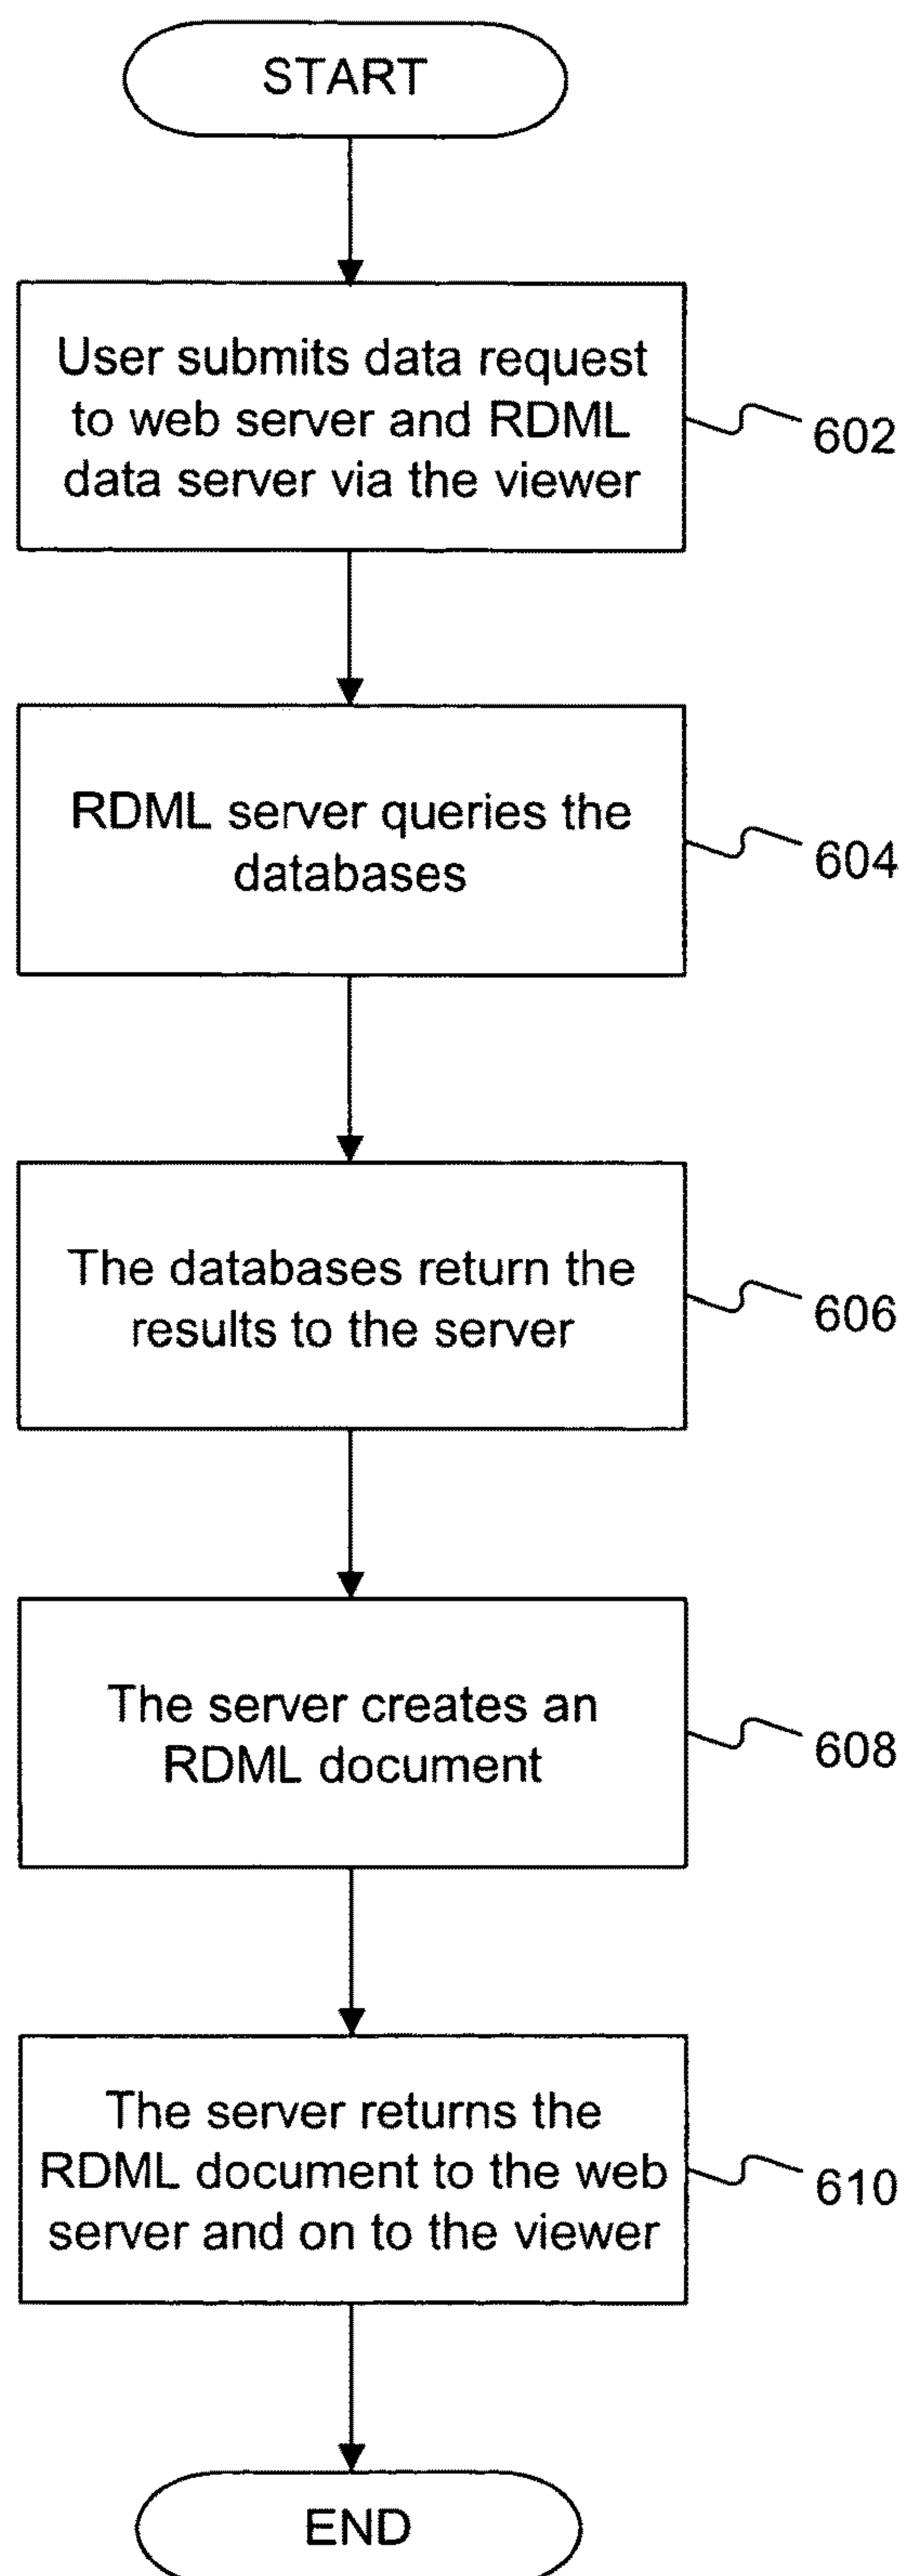 START
User submits data request
to web server and RDML
data server via the viewer
602
RDML server queries the
databases
604
The databases return the
results to the server
606
The server creates an
RDML document
608
The server returns the
RDML document to the web
server and on to the viewer
610
END